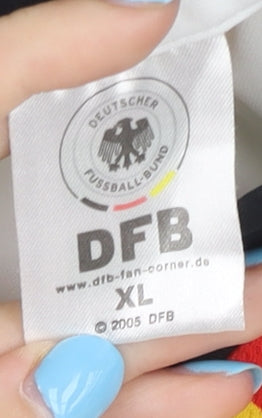 DEUTSCHER
FUSSBALL-BUND
DFB
www.dfb-fan-corner.de
XL
© 2005 DFB